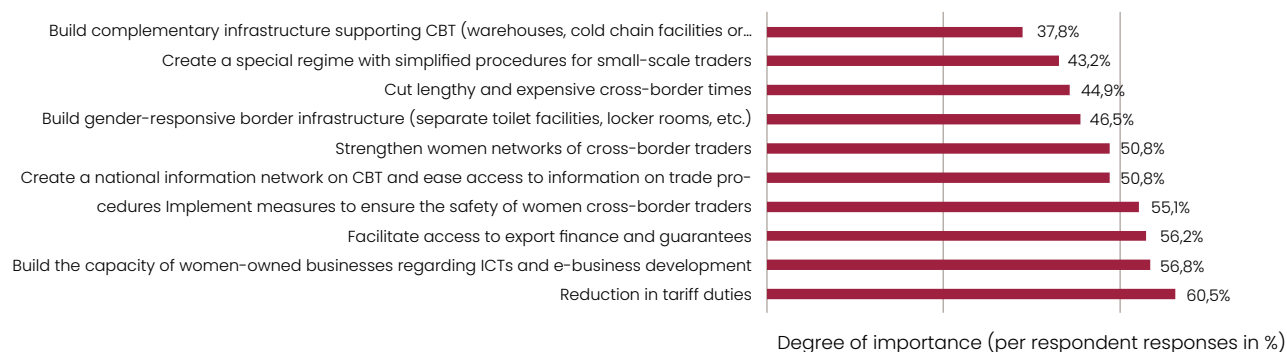 Build complementary infrastructure supporting CBT (warehouses, cold chain facilities or… 37,8%
Create a special regime with simplified procedures for small-scale traders 43,2%
Cut lengthy and expensive cross-border times 44,9%
Build gender-responsive border infrastructure (separate toilet facilities, locker rooms, etc.) 46,5%
Strengthen women networks of cross-border traders 50,8%
Create a national information network on CBT and ease access to information on trade pro- 50,8%
cedures Implement measures to ensure the safety of women cross-border traders 55,1%
Facilitate access to export finance and guarantees 56,2%
Build the capacity of women-owned businesses regarding ICTs and e-business development 56,8%
Reduction in tariff duties 60,5%
Degree of importance (per respondent responses in %)